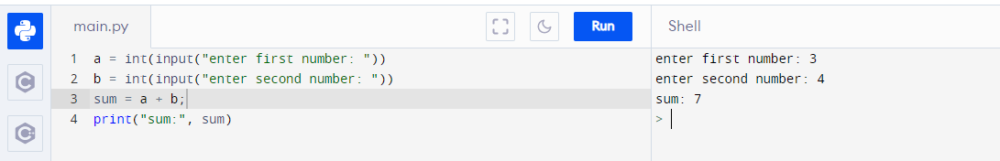 main.py
Run
Shell
1 a = int(input("enter first number: "))
2 b = int(input("enter second number: "))
3 sum = a + b;
4 print("sum:", sum)
enter first number: 3
enter second number: 4
sum: 7
>
C
C++